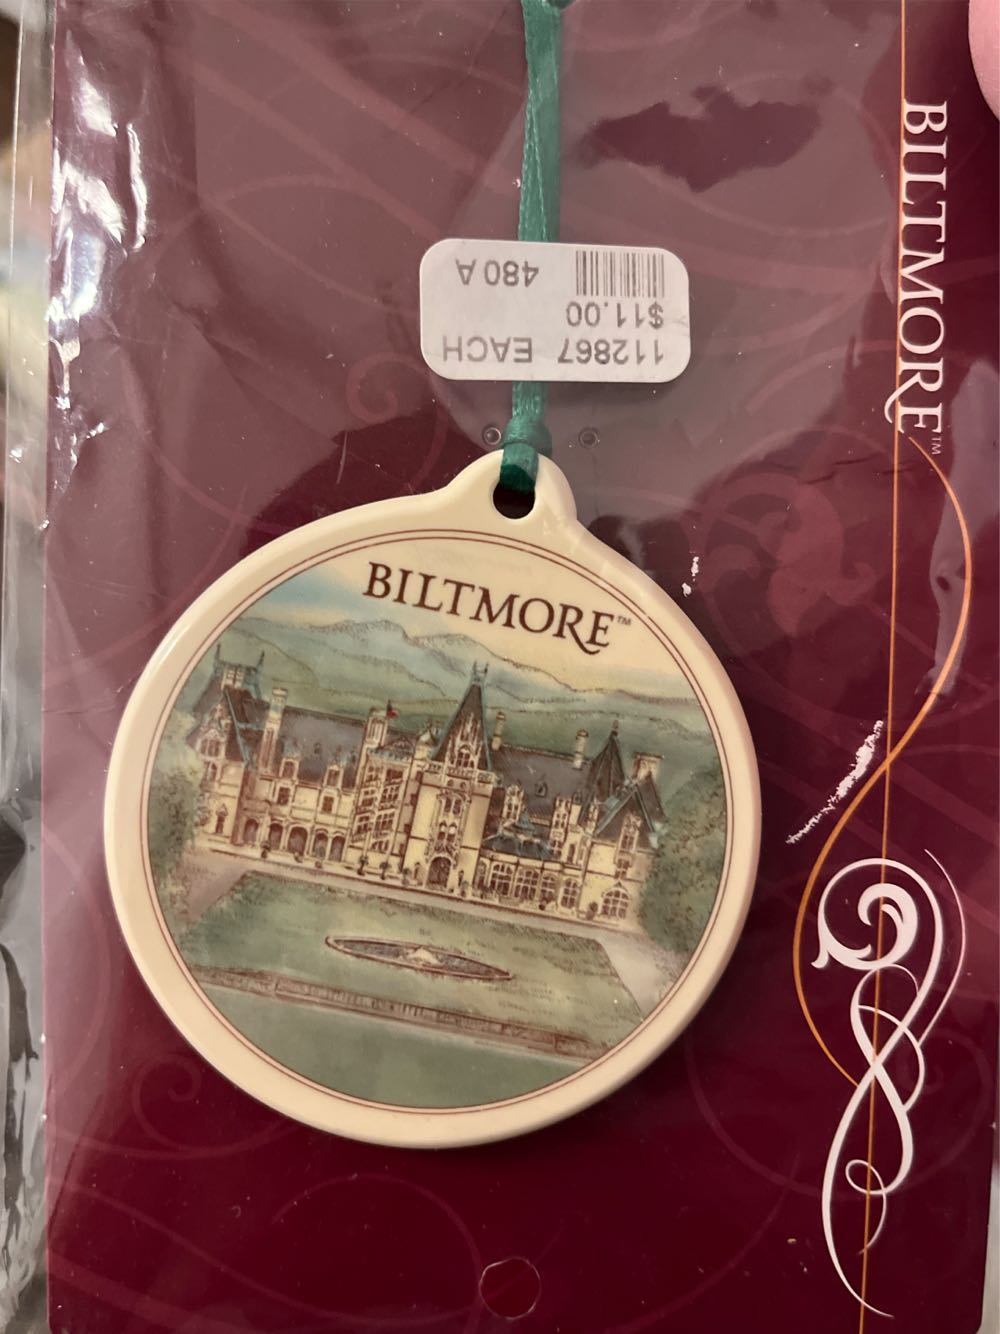 BILTMORE™
112867 EACH
$11.00
480 A
BILTMORE™